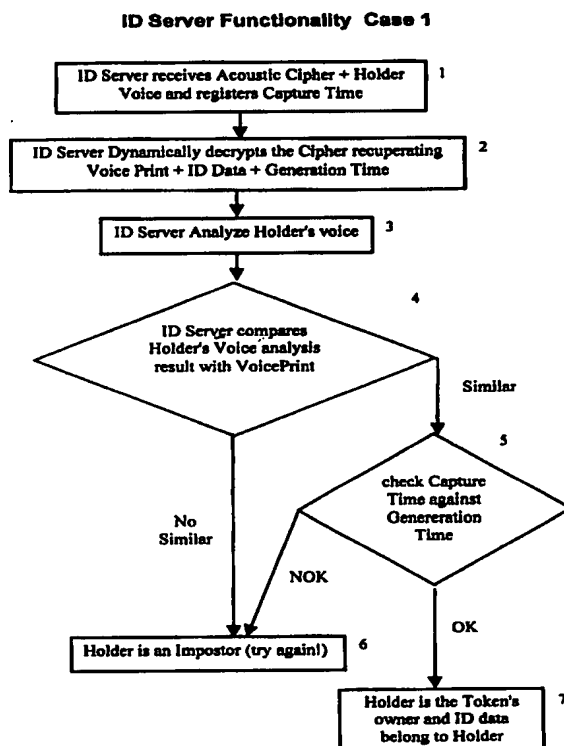 ID Server Functionality Case 1
ID Server receives Acoustic Cipher + Holder
Voice and registers Capture Time
1
ID Server Dynamically decrypts the Cipher recuperating
Voice Print + ID Data + Generation Time
2
ID Server Analyze Holder's voice
3
4
ID Server compares
Holder's Voice analysis
result with VoicePrint
Similar
5
check Capture
Time against
Genereration
Time
No
Similar
NOK
OK
Holder is an Impostor (try again!)
6
7
Holder is the Token's
owner and ID data
belong to Holder